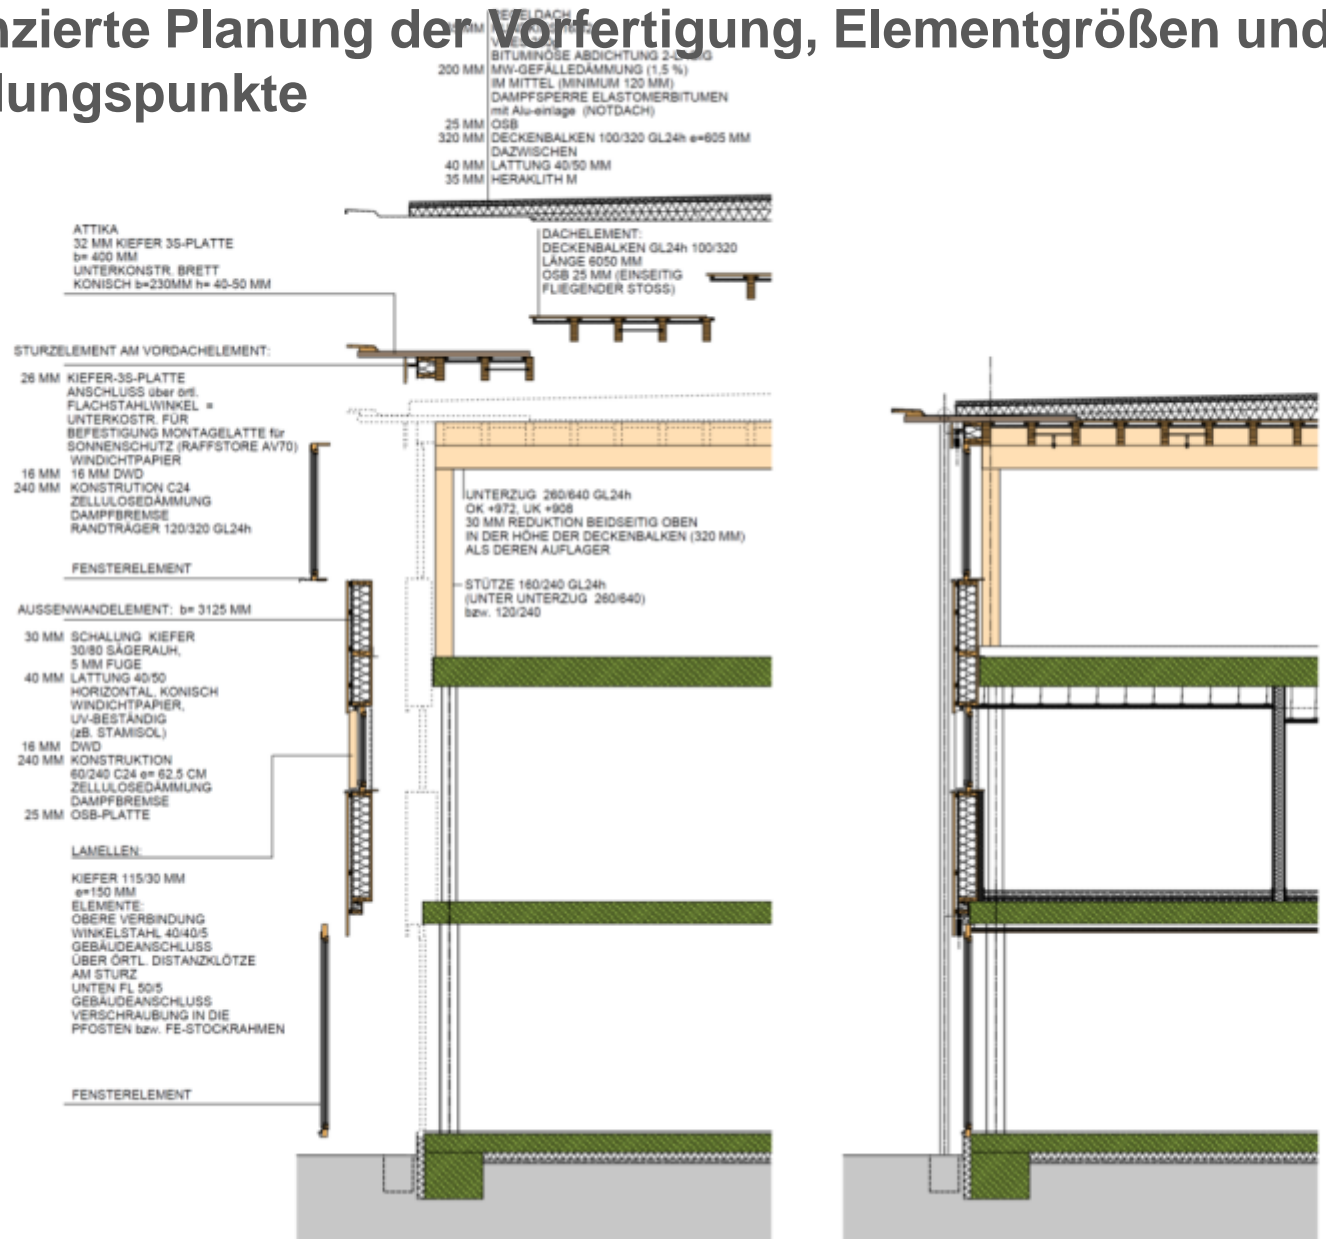 nzierte Planung der Vorfertigung, Elementgrößen und
lungspunkte
REGELDACH
BITUMINÖSE ABDICHTUNG
200 MM MW-GEFÄLLEDÄMMUNG (1,5 %)
IM MITTEL (MINIMUM 120 MM)
DAMPFSPERRE ELASTOMERBITUMEN
mit Alu-einlage (NOTDACH)
25 MM OSB
320 MM DECKENBALKEN 100/320 GL24h e=605 MM
DAZWISCHEN
40 MM LATTUNG 40/50 MM
35 MM HERAKLITH M
ATTIKA
32 MM KIEFER 3S-PLATTE
b= 400 MM
UNTERKONSTR. BRETT
KONISCH b=230MM h= 40-50 MM
DACHELEMENT:
DECKENBALKEN GL24h 100/320
LÄNGE 6050 MM
OSB 25 MM (EINSEITIG
FLIEGENDER STOSS)
STURZELEMENT AM VORDACHELEMENT:
26 MM KIEFER-3S-PLATTE
ANSCHLUSS über örtl.
FLACHSTAHLWINKEL =
UNTERKOSTR. FÜR
BEFESTIGUNG MONTAGELATTE für
SONNENSCHUTZ (RAFFSTORE AV70)
WINDICHTPAPIER
16 MM 16 MM DWD
240 MM KONSTRUTION C24
ZELLULOSEDÄMMUNG
DAMPFBREMSE
RANDTRÄGER 120/320 GL24h
FENSTERELEMENT
UNTERZUG 260/640 GL24h
OK +972, UK +908
30 MM REDUKTION BEIDSEITIG OBEN
IN DER HÖHE DER DECKENBALKEN (320 MM)
ALS DEREN AUFLAGER
STÜTZE 160/240 GL24h
(UNTER UNTERZUG 260/640)
bzw. 120/240
AUSSENWANDELEMENT: b= 3125 MM
30 MM SCHALUNG KIEFER
30/80 SÄGERAUH,
5 MM FUGE
40 MM LATTUNG 40/50
HORIZONTAL, KONISCH
WINDICHTPAPIER,
UV-BESTÄNDIG
(zB. STAMISOL)
16 MM DWD
240 MM KONSTRUKTION
60/240 C24 e= 62,5 CM
ZELLULOSEDÄMMUNG
DAMPFBREMSE
25 MM OSB-PLATTE
LAMELLEN:
KIEFER 115/30 MM
e=150 MM
ELEMENTE:
OBERE VERBINDUNG
WINKELSTAHL 40/40/5
GEBÄUDEANSCHLUSS
ÜBER ÖRTL. DISTANZKLÖTZE
AM STURZ
UNTEN FL 50/5
GEBÄUDEANSCHLUSS
VERSCHRAUBUNG IN DIE
PFOSTEN bzw. FE-STOCKRAHMEN
FENSTERELEMENT